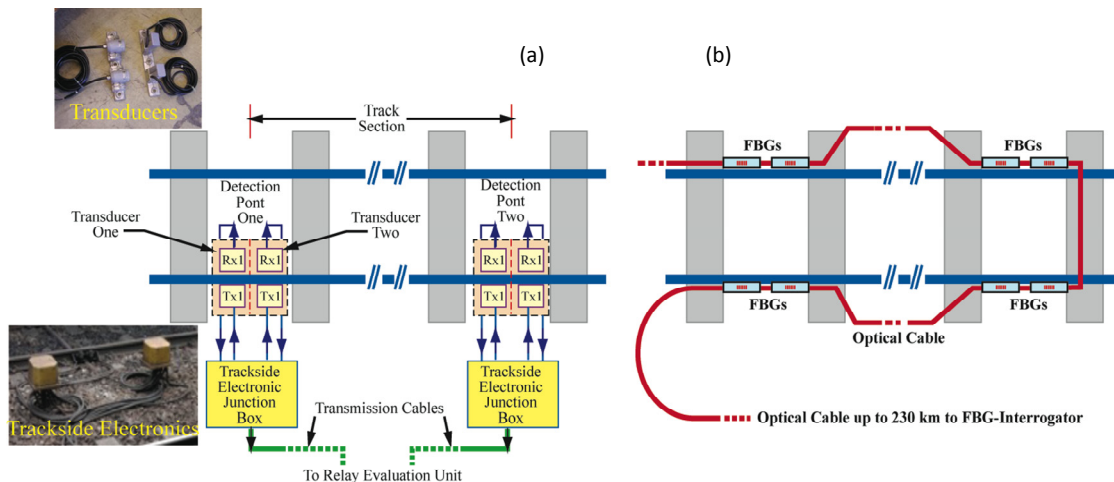 (a)
(b)
Transducers
Track
Section
Detection
Pont
One
Detection
Pont
Two
Transducer
One
Transducer
Two
Rx1
Rx1
Rx1
Rx1
Tx1
Tx1
Tx1
Tx1
Trackside
Electronic
Junction
Box
Trackside
Electronic
Junction
Box
Trackside Electronics
Transmission Cables
To Relay Evaluation Unit
FBGs
FBGs
FBGs
FBGs
Optical Cable
Optical Cable up to 230 km to FBG-Interrogator